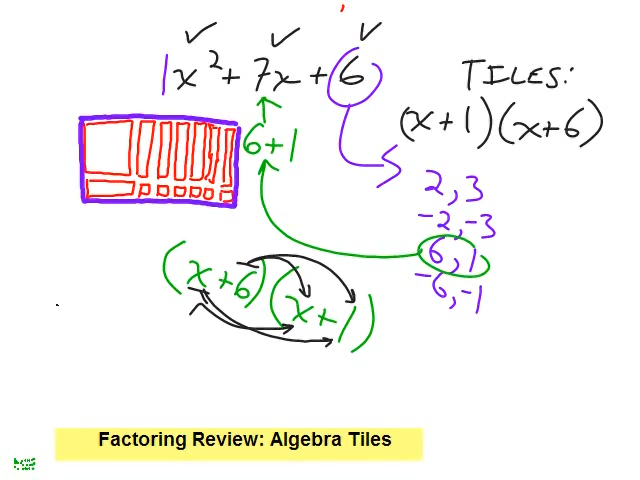 1x² + 7x + 6
TILES:
(x+1)(x+6)
6+1
2, 3
-2, -3
6, 1
-6, -1
(x+6)(x+1)
Factoring Review: Algebra Tiles